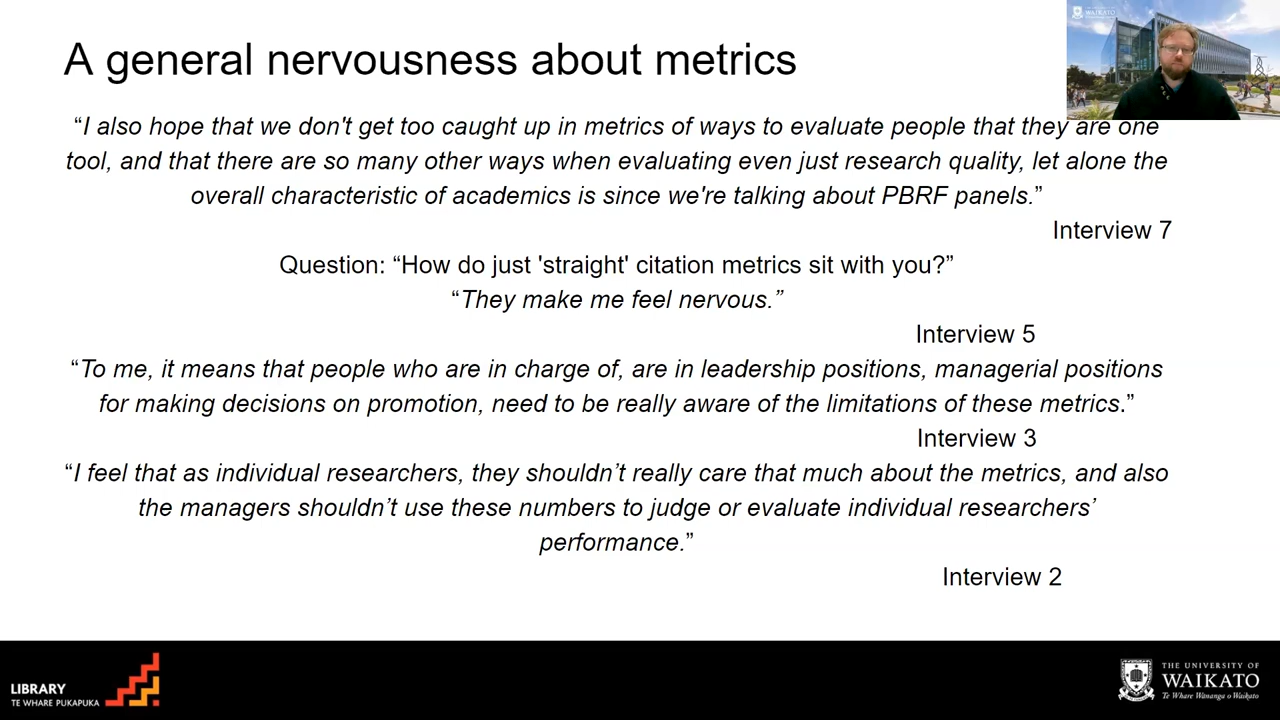 A general nervousness about metrics
WAIKATO
“I also hope that we don't get too caught up in metrics of ways to evaluate people that they are one
tool, and that there are so many other ways when evaluating even just research quality, let alone the
overall characteristic of academics is since we're talking about PBRF panels.”
Interview 7
Question: “How do just 'straight' citation metrics sit with you?”
“They make me feel nervous.”
Interview 5
“To me, it means that people who are in charge of, are in leadership positions, managerial positions
for making decisions on promotion, need to be really aware of the limitations of these metrics.”
Interview 3
“I feel that as individual researchers, they shouldn’t really care that much about the metrics, and also
the managers shouldn’t use these numbers to judge or evaluate individual researchers’
performance.”
Interview 2
LIBRARY
TE WHARE PUKAPUKA
THE UNIVERSITY OF
WAIKATO
Te Whare Wānanga o Waikato